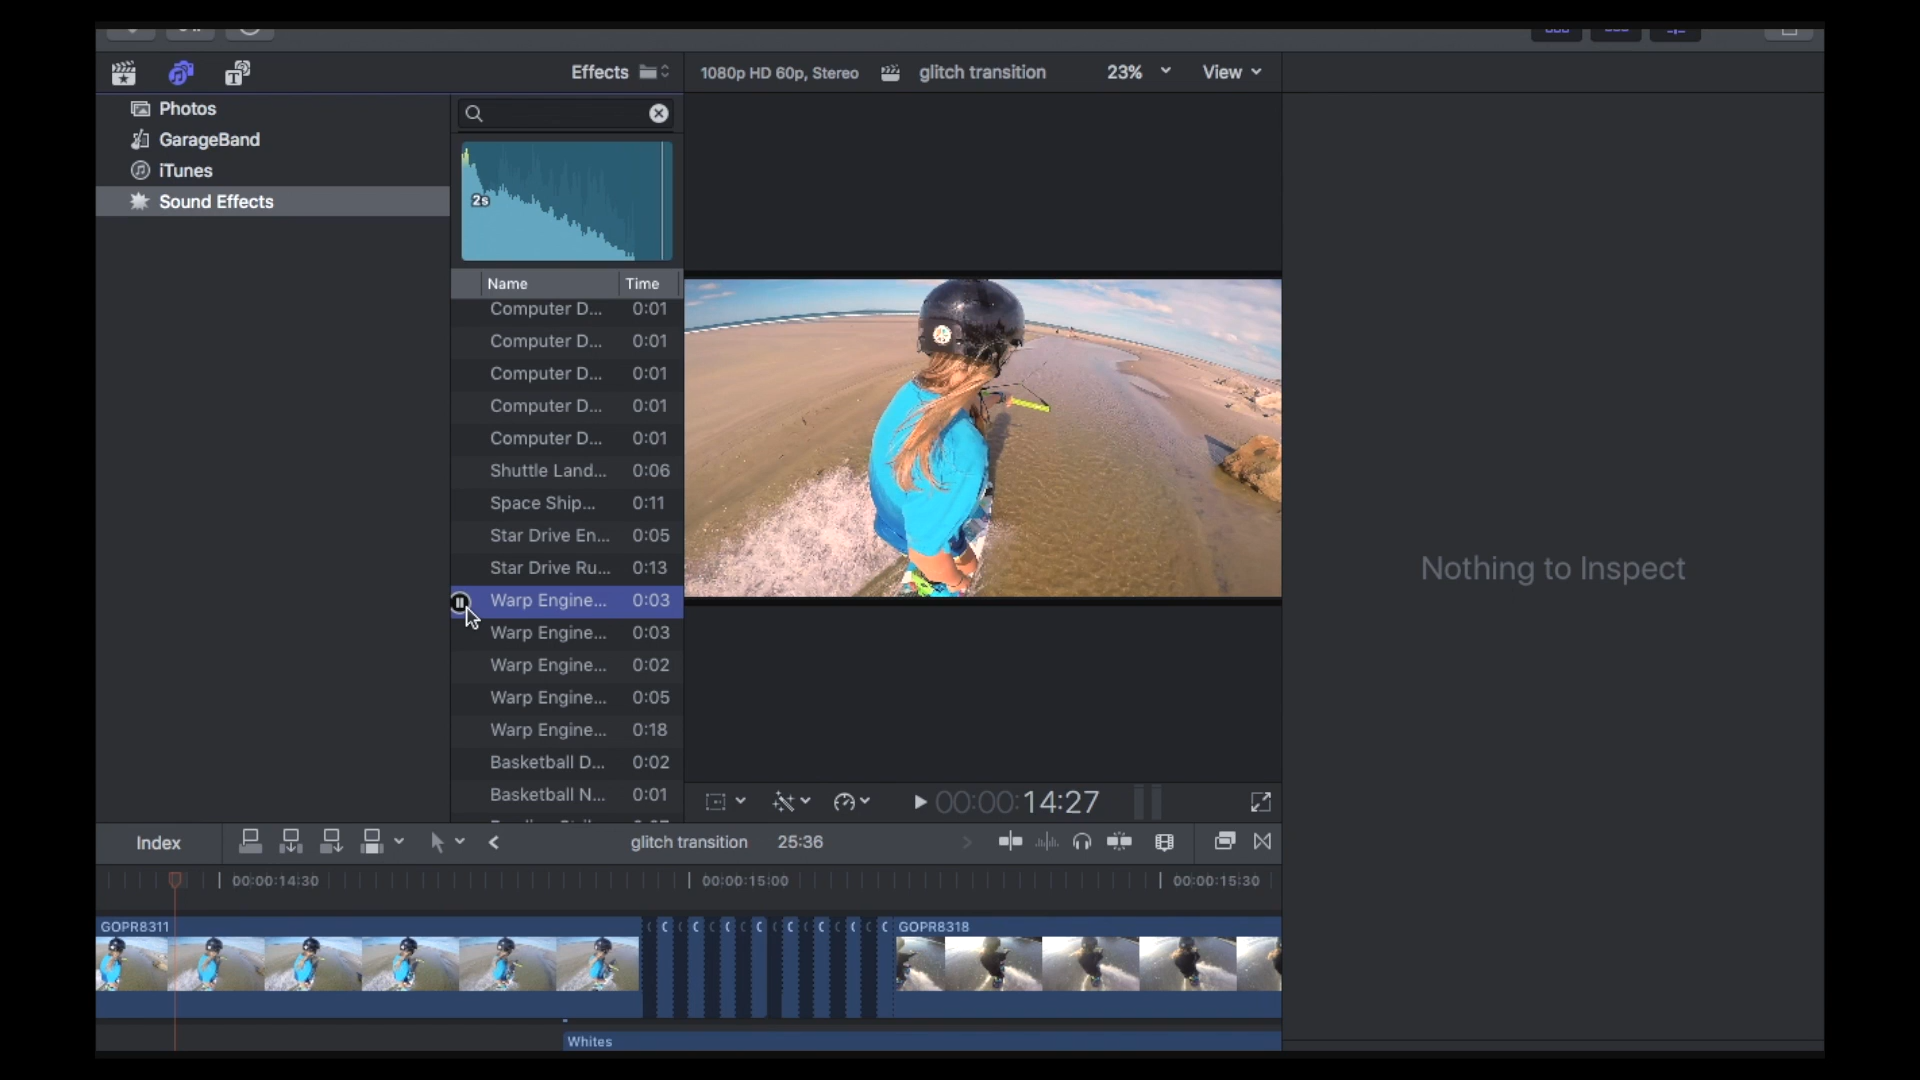 Effects
1080p HD 60p, Stereo
glitch transition
23%
View
Photos
GarageBand
iTunes
Sound Effects
2s
Name Time
Computer D... 0:01
Computer D... 0:01
Computer D... 0:01
Computer D... 0:01
Computer D... 0:01
Shuttle Land... 0:06
Space Ship... 0:11
Star Drive En... 0:05
Star Drive Ru... 0:13
Warp Engine... 0:03
Warp Engine... 0:03
Warp Engine... 0:02
Warp Engine... 0:05
Warp Engine... 0:18
Basketball D... 0:02
Basketball N... 0:01
Nothing to Inspect
00:00:14:27
Index
glitch transition 25:36
00:00:14:30 00:00:15:00 00:00:15:30
GOPR8311
GOPR8318
Whites